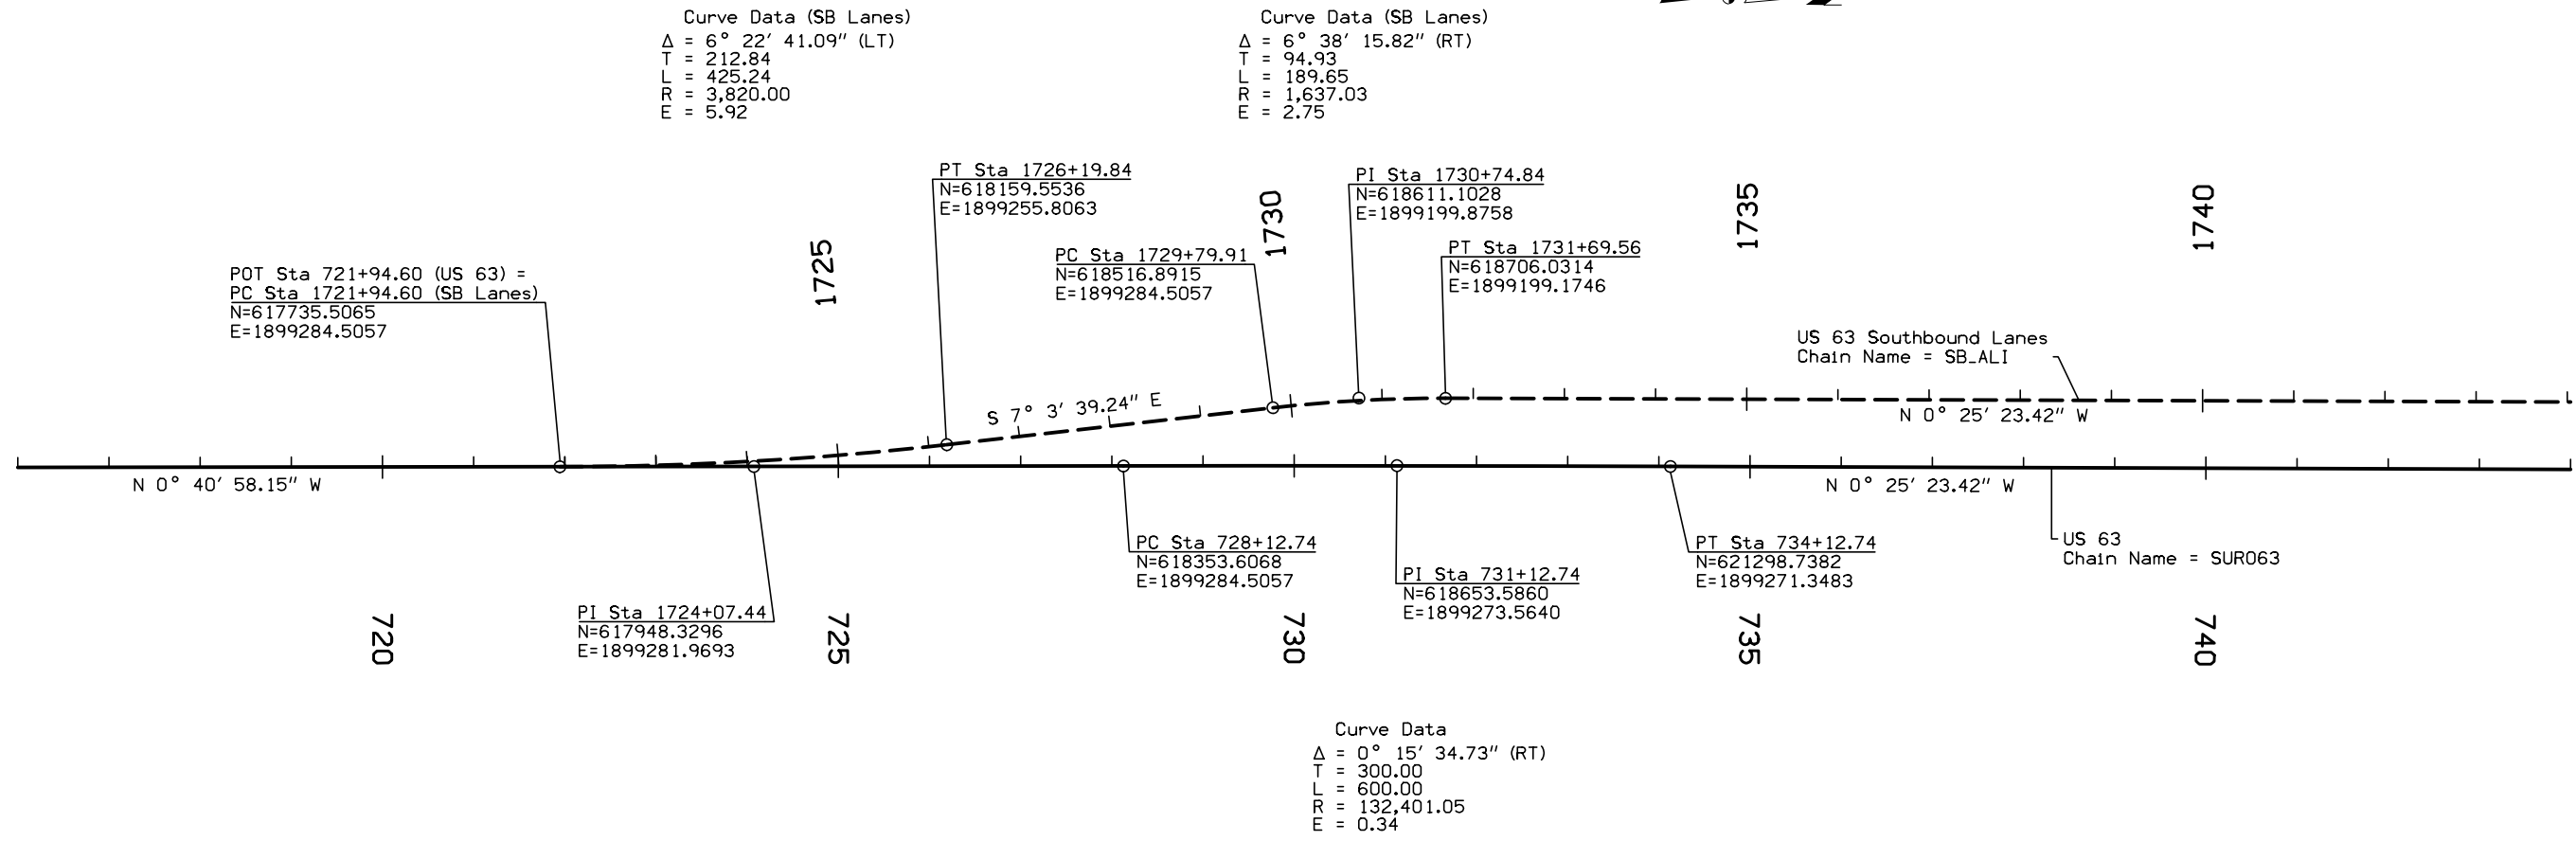 Curve Data (SB Lanes)
Δ = 6° 22' 41.09" (LT)
T = 212.84
L = 425.24
R = 3,820.00
E = 5.92
Curve Data (SB Lanes)
Δ = 6° 38' 15.82" (RT)
T = 94.93
L = 189.65
R = 1,637.03
E = 2.75
POT Sta 721+94.60 (US 63) =
PC Sta 1721+94.60 (SB Lanes)
N=617735.5065
E=1899284.5057
1725
PT Sta 1726+19.84
N=618159.5536
E=1899255.8063
PC Sta 1729+79.91
N=618516.8915
E=1899284.5057
1730
PI Sta 1730+74.84
N=618611.1028
E=1899199.8758
PT Sta 1731+69.56
N=618706.0314
E=1899199.1746
1735
1740
US 63 Southbound Lanes
Chain Name = SB_ALI
S 7° 3' 39.24" E
N 0° 25' 23.42" W
N 0° 40' 58.15" W
N 0° 25' 23.42" W
PI Sta 1724+07.44
N=617948.3296
E=1899281.9693
PC Sta 728+12.74
N=618353.6068
E=1899284.5057
PI Sta 731+12.74
N=618653.5860
E=1899273.5640
PT Sta 734+12.74
N=621298.7382
E=1899271.3483
US 63
Chain Name = SUR063
720
725
730
735
740
Curve Data
Δ = 0° 15' 34.73" (RT)
T = 300.00
L = 600.00
R = 132,401.05
E = 0.34